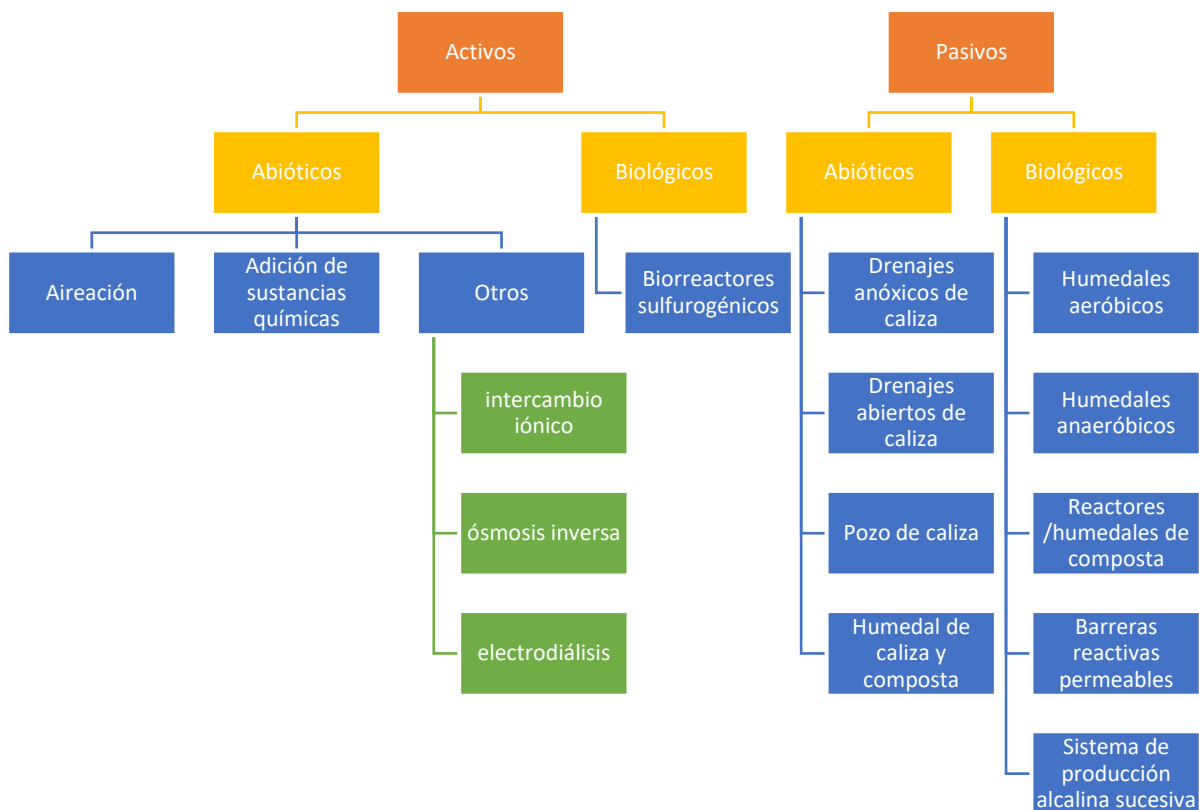 Activos
Pasivos
Abióticos
Biológicos
Abióticos
Biológicos
Aireación
Adición de
sustancias
químicas
Otros
Biorreactores
sulfurogénicos
Drenajes
anóxicos de
caliza
Humedales
aeróbicos
intercambio
iónico
Drenajes
abiertos de
caliza
Humedales
anaeróbicos
ósmosis inversa
Pozo de caliza
Reactores
/humedales de
composta
electrodiálisis
Humedal de
caliza y
composta
Barreras
reactivas
permeables
Sistema de
producción
alcalina sucesiva